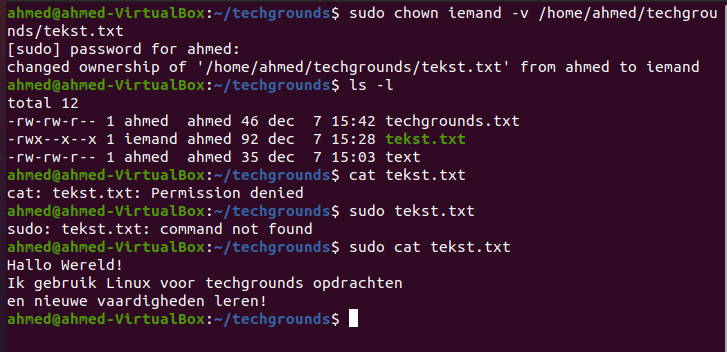 ahmed@ahmed-VirtualBox:~/techgrounds$ sudo chown iemand -v /home/ahmed/techgrou
nds/tekst.txt
[sudo] password for ahmed:
changed ownership of '/home/ahmed/techgrounds/tekst.txt' from ahmed to iemand
ahmed@ahmed-VirtualBox:~/techgrounds$ ls -l
total 12
-rw-rw-r-- 1 ahmed  ahmed 46 dec  7 15:42 techgrounds.txt
-rwx--x--x 1 iemand ahmed 92 dec  7 15:28 tekst.txt
-rw-rw-r-- 1 ahmed  ahmed 35 dec  7 15:03 text
ahmed@ahmed-VirtualBox:~/techgrounds$ cat tekst.txt
cat: tekst.txt: Permission denied
ahmed@ahmed-VirtualBox:~/techgrounds$ sudo tekst.txt
sudo: tekst.txt: command not found
ahmed@ahmed-VirtualBox:~/techgrounds$ sudo cat tekst.txt
Hallo Wereld!
Ik gebruik Linux voor techgrounds opdrachten
en nieuwe vaardigheden leren!
ahmed@ahmed-VirtualBox:~/techgrounds$